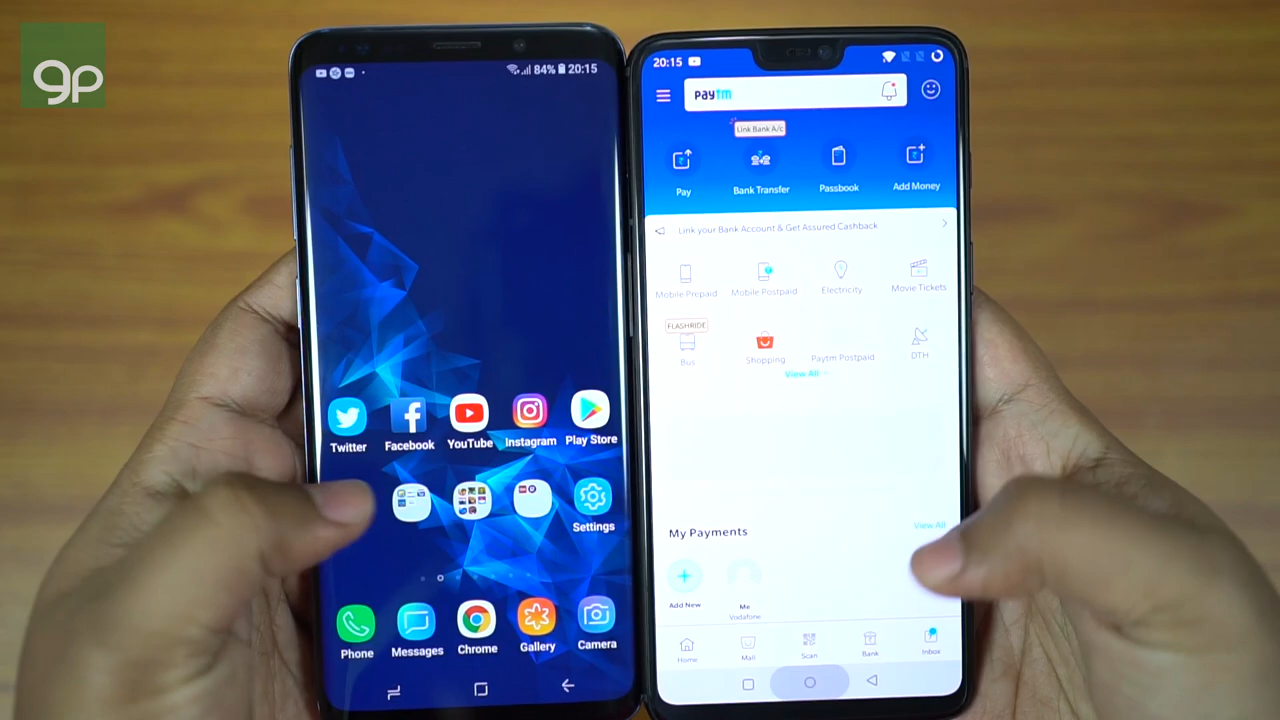 gp
84% 20:15
Twitter
Facebook
YouTube
Instagram
Play Store
Settings
Phone
Messages
Chrome
Gallery
Camera
20:15
paytm
Link Bank A/c
Pay
Bank Transfer
Passbook
Add Money
Link your Bank Account & Get Assured Cashback
Mobile Prepaid
Mobile Postpaid
Electricity
Movie Tickets
FLASHRIDE
Bus
Shopping
Paytm Postpaid
DTH
View All
My Payments
View All
Add New
Me
Vodafone
Home
Mall
Scan
Bank
Inbox